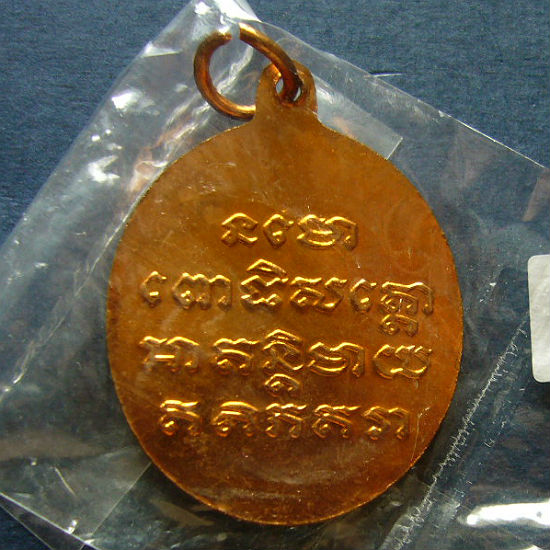 នមោ
ពោធិសត្តោ
អាគន្តិមាយ
ឥតិភគវា